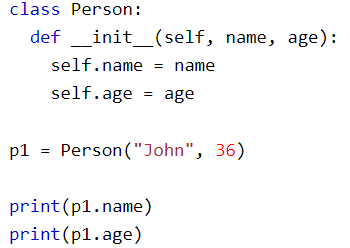 class Person:
  def __init__(self, name, age):
    self.name = name
    self.age = age

p1 = Person("John", 36)

print(p1.name)
print(p1.age)